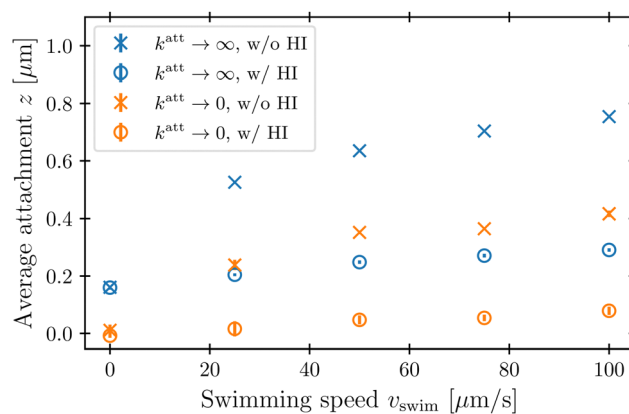 1.0
0.8
0.6
0.4
0.2
0.0
Average attachment z [μm]
k^att → ∞, w/o HI
k^att → ∞, w/ HI
k^att → 0, w/o HI
k^att → 0, w/ HI
0 20 40 60 80 100
Swimming speed v_swim [μm/s]